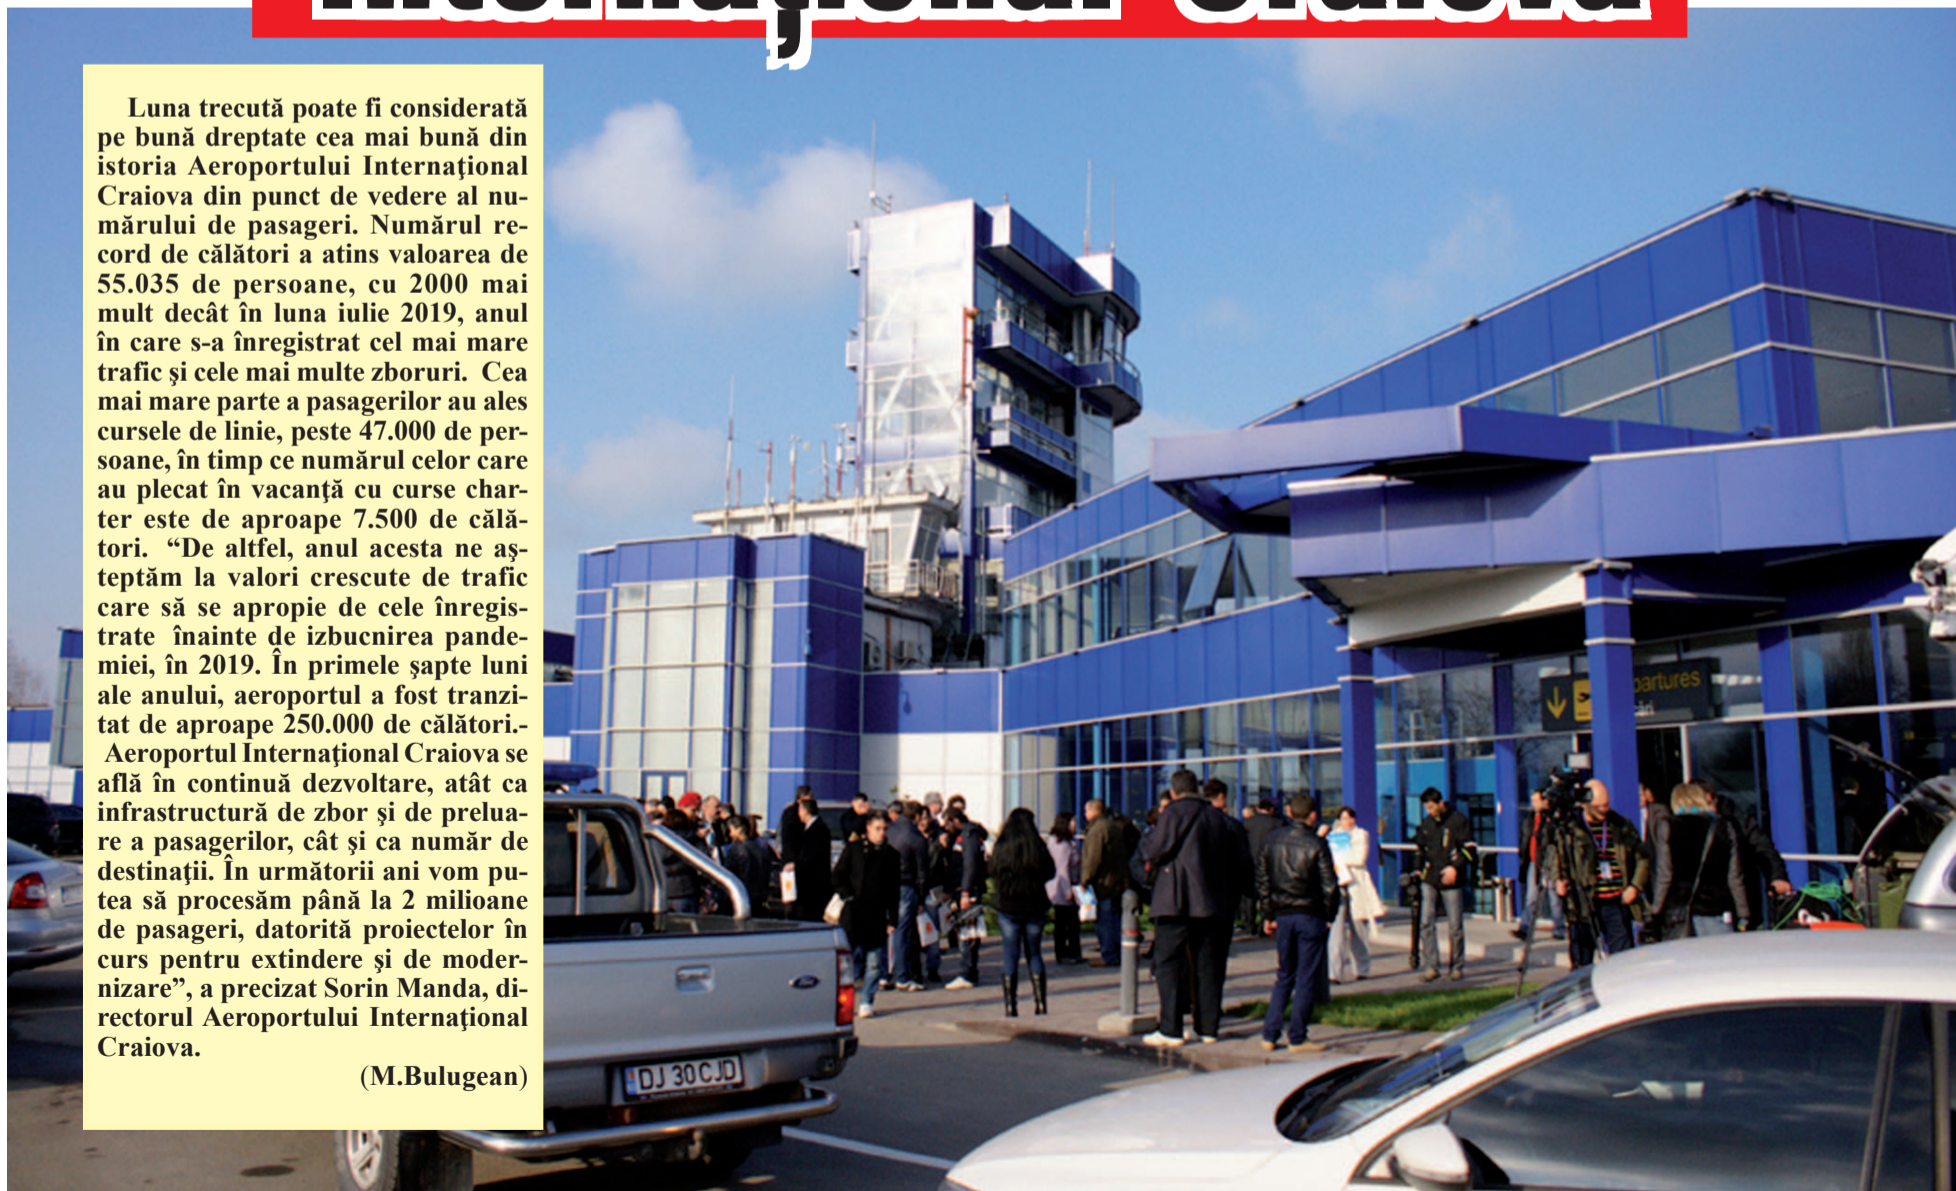 Internaţional Craiova
Luna trecută poate fi considerată
pe bună dreptate cea mai bună din
istoria Aeroportului Internaţional
Craiova din punct de vedere al nu-
mărului de pasageri. Numărul re-
cord de călători a atins valoarea de
55.035 de persoane, cu 2000 mai
mult decât în luna iulie 2019, anul
în care s-a înregistrat cel mai mare
trafic şi cele mai multe zboruri. Cea
mai mare parte a pasagerilor au ales
cursele de linie, peste 47.000 de per-
soane, în timp ce numărul celor care
au plecat în vacanţă cu curse char-
ter este de aproape 7.500 de călă-
tori. “De altfel, anul acesta ne aş-
teptăm la valori crescute de trafic
care să se apropie de cele înregis-
trate înainte de izbucnirea pande-
miei, în 2019. În primele şapte luni
ale anului, aeroportul a fost tranzi-
tat de aproape 250.000 de călători.-
Aeroportul Internaţional Craiova se
află în continuă dezvoltare, atât ca
infrastructură de zbor şi de prelua-
re a pasagerilor, cât şi ca număr de
destinaţii. În următorii ani vom pu-
tea să procesăm până la 2 milioane
de pasageri, datorită proiectelor în
curs pentru extindere şi de moder-
nizare”, a precizat Sorin Manda, di-
rectorul Aeroportului Internaţional
Craiova.
(M.Bulugean)
partures
Ford
DJ 30 CJD